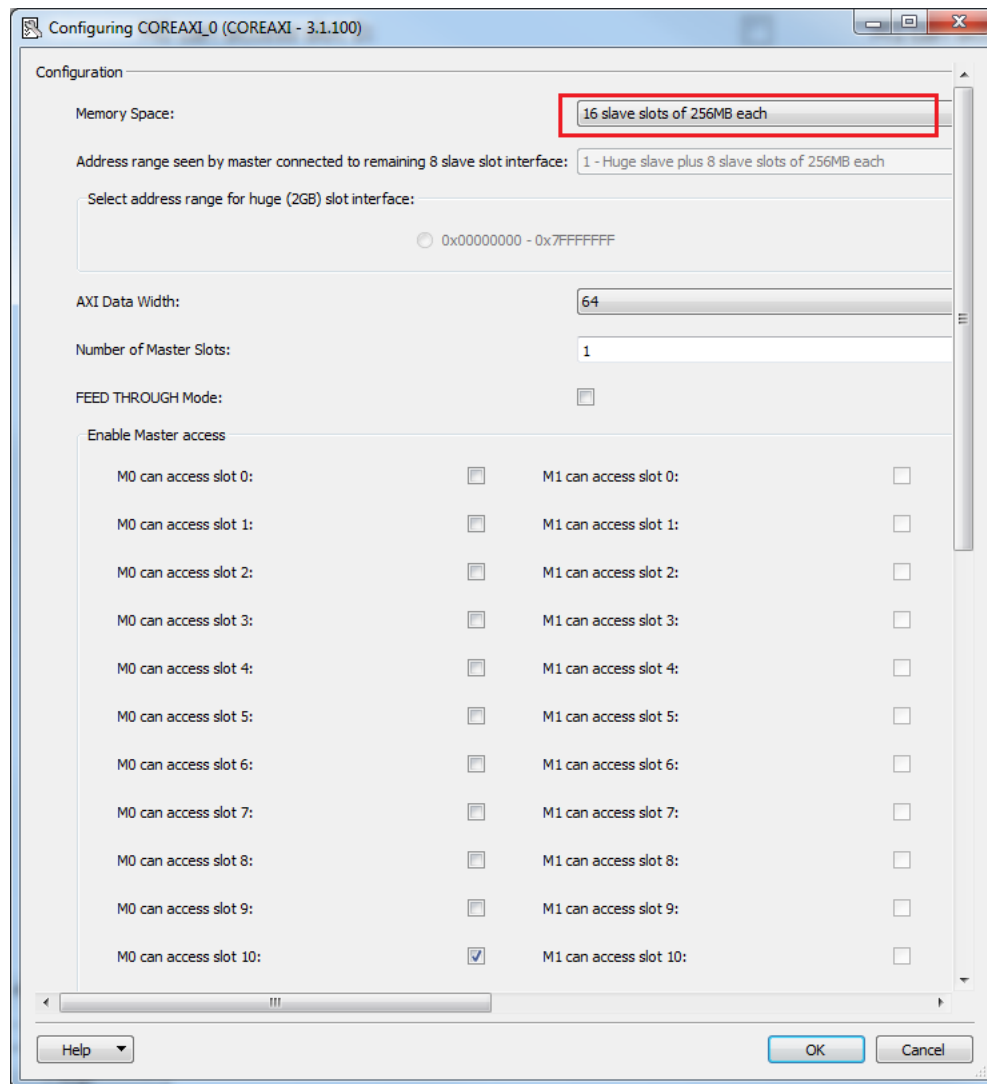 Configuring COREAXI_0 (COREAXI - 3.1.100)
Configuration
Memory Space: 16 slave slots of 256MB each
Address range seen by master connected to remaining 8 slave slot interface: 1 - Huge slave plus 8 slave slots of 256MB each
Select address range for huge (2GB) slot interface:
0x00000000 - 0x7FFFFFFF
AXI Data Width: 64
Number of Master Slots: 1
FEED THROUGH Mode:
Enable Master access
M0 can access slot 0: M1 can access slot 0:
M0 can access slot 1: M1 can access slot 1:
M0 can access slot 2: M1 can access slot 2:
M0 can access slot 3: M1 can access slot 3:
M0 can access slot 4: M1 can access slot 4:
M0 can access slot 5: M1 can access slot 5:
M0 can access slot 6: M1 can access slot 6:
M0 can access slot 7: M1 can access slot 7:
M0 can access slot 8: M1 can access slot 8:
M0 can access slot 9: M1 can access slot 9:
M0 can access slot 10: M1 can access slot 10:
Help OK Cancel